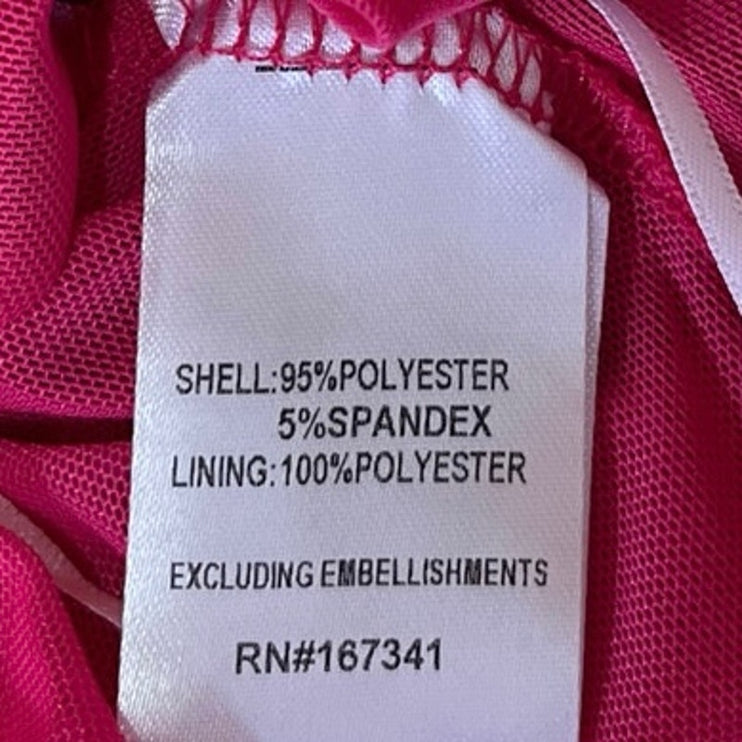 SHELL:95%POLYESTER
5%SPANDEX
LINING:100%POLYESTER
EXCLUDING EMBELLISHMENTS
RN#167341